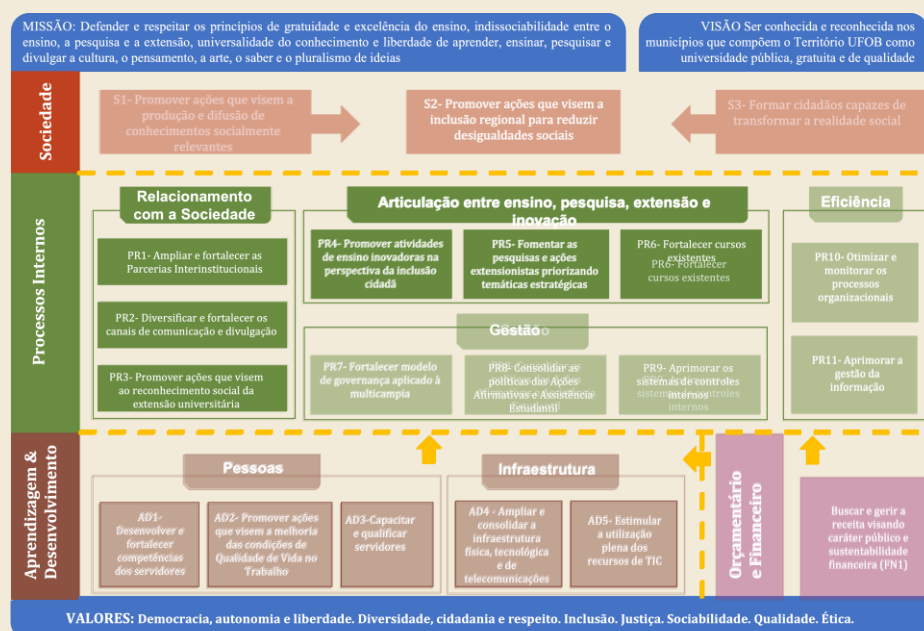 MISSÃO: Defender e respeitar os princípios de gratuidade e excelência do ensino, indissociabilidade entre o
ensino, a pesquisa e a extensão, universalidade do conhecimento e liberdade de aprender, ensinar, pesquisar e
divulgar a cultura, o pensamento, a arte, o saber e o pluralismo de ideias
VISÃO Ser conhecida e reconhecida nos
municípios que compõem o Território UFOB como
universidade pública, gratuita e de qualidade
Sociedade
S1- Promover ações que visem a
produção e difusão de
conhecimentos socialmente
relevantes
S2- Promover ações que visem a
inclusão regional para reduzir
desigualdades sociais
S3- Formar cidadãos capazes de
transformar a realidade social
Processos Internos
Relacionamento
com a Sociedade
PR1- Ampliar e fortalecer as
Parcerias Interinstitucionais
PR2- Diversificar e fortalecer os
canais de comunicação e divulgação
PR3- Promover ações que visem
ao reconhecimento social da
extensão universitária
Articulação entre ensino, pesquisa, extensão e
inovação
PR4- Promover atividades
de ensino inovadoras na
perspectiva da inclusão
cidadã
PR5- Fomentar as
pesquisas e ações
extensionistas priorizando
temáticas estratégicas
PR6- Fortalecer cursos
existentes
PR6- Fortalecer
cursos existentes
Gestão
PR7- Fortalecer modelo
de governança aplicado à
multicampia
PR8- Consolidar as
políticas das Ações
Afirmativas e Assistência
Estudantil
PR9- Aprimorar os
sistemas de controles
internos
Eficiência
PR10- Otimizar e
monitorar os
processos
organizacionais
PR11- Aprimorar a
gestão da
informação
Aprendizagem &
Desenvolvimento
Pessoas
AD1-
Desenvolver e
fortalecer
competências
dos servidores
AD2- Promover ações
que visem a melhoria
das condições de
Qualidade de Vida no
Trabalho
AD3-Capacitar
e qualificar
servidores
Infraestrutura
AD4 - Ampliar e
consolidar a
infraestrutura
física, tecnológica
e de
telecomunicações
AD5- Estimular
a utilização
plena dos
recursos de TIC
Orçamentário
e Financeiro
Buscar e gerir a
receita visando
caráter público e
sustentabilidade
financeira (FN1)
VALORES: Democracia, autonomia e liberdade. Diversidade, cidadania e respeito. Inclusão. Justiça. Sociabilidade. Qualidade. Ética.